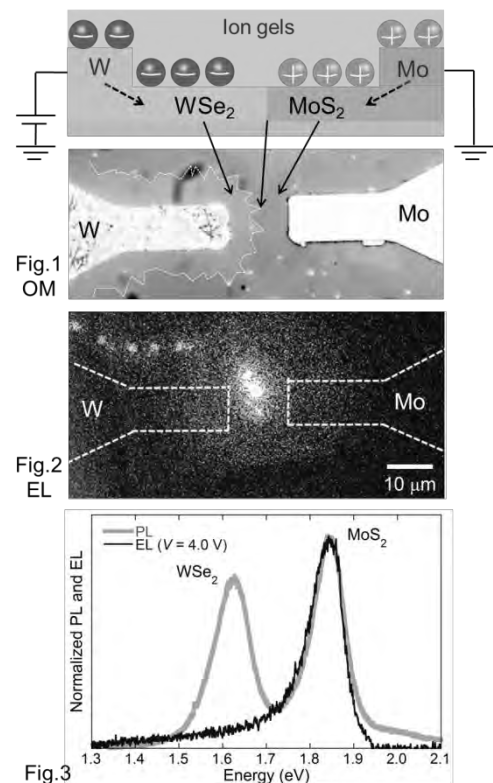 Ion gels
W
Mo
WSe₂ MoS₂
W
Mo
Fig.1
OM
W
Mo
Fig.2
EL
10 μm
PL
EL (V = 4.0 V)
MoS₂
WSe₂
Normalized PL and EL
1.3 1.4 1.5 1.6 1.7 1.8 1.9 2.0 2.1
Energy (eV)
Fig.3